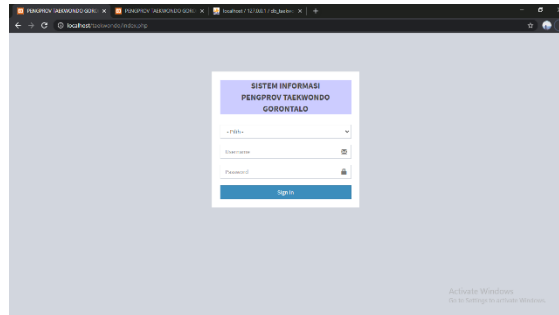 PENGPROV TAEKWONDO GOR
PENGPROV TAEKWONDO GORO
localhost / 127.0.0.1 / db_taekw
localhost/taekwondo/index.php
SISTEM INFORMASI
PENGPROV TAEKWONDO
GORONTALO
- Pilih -
Username
Password
Sign In
Activate Windows
Go to Settings to activate Windows.